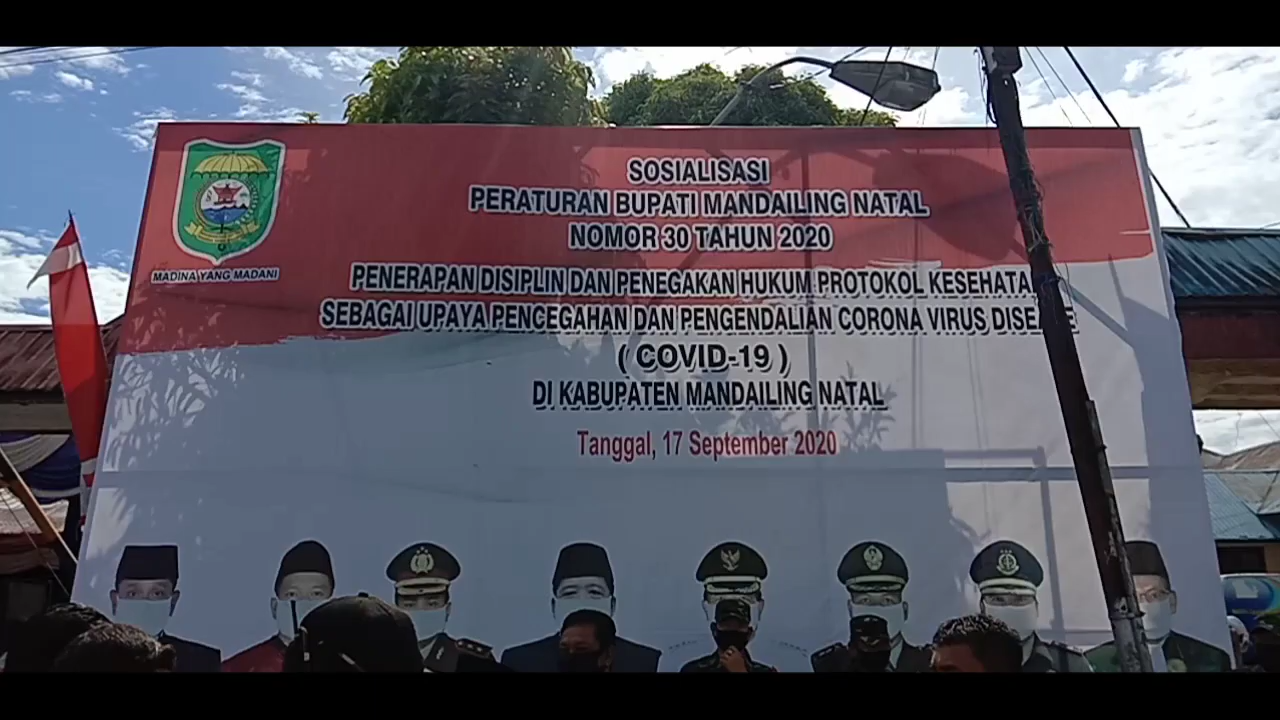 MADINA YANG MADANI
SOSIALISASI
PERATURAN BUPATI MANDAILING NATAL
NOMOR 30 TAHUN 2020
PENERAPAN DISIPLIN DAN PENEGAKAN HUKUM PROTOKOL KESEHATA
SEBAGAI UPAYA PENCEGAHAN DAN PENGENDALIAN CORONA VIRUS
( COVID-19 )
DI KABUPATEN MANDAILING NATAL
Tanggal, 17 September 2020